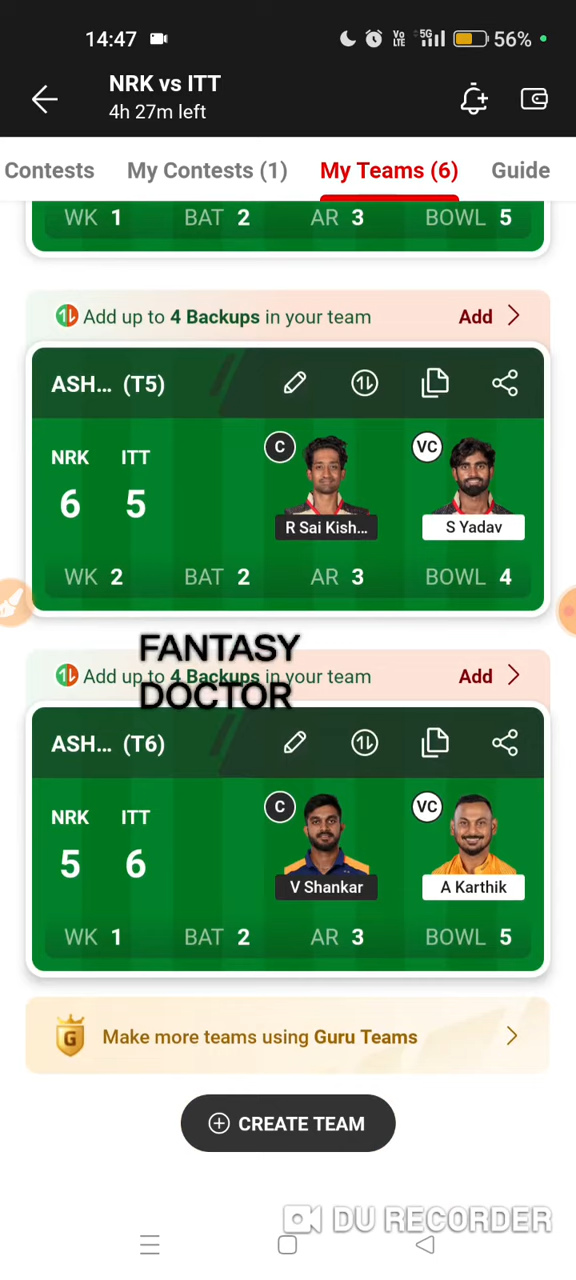 14:47 Vo LTE 5G 56%
NRK vs ITT
4h 27m left
Contests My Contests (1) My Teams (6) Guide
WK 1 BAT 2 AR 3 BOWL 5
Add up to 4 Backups in your team Add
ASH... (T5)
C VC
NRK ITT
6 5
R Sai Kish... S Yadav
WK 2 BAT 2 AR 3 BOWL 4
FANTASY
DOCTOR
Add up to 4 Backups in your team Add
ASH... (T6)
C VC
NRK ITT
5 6
V Shankar A Karthik
WK 1 BAT 2 AR 3 BOWL 5
G Make more teams using Guru Teams
CREATE TEAM
DU RECORDER